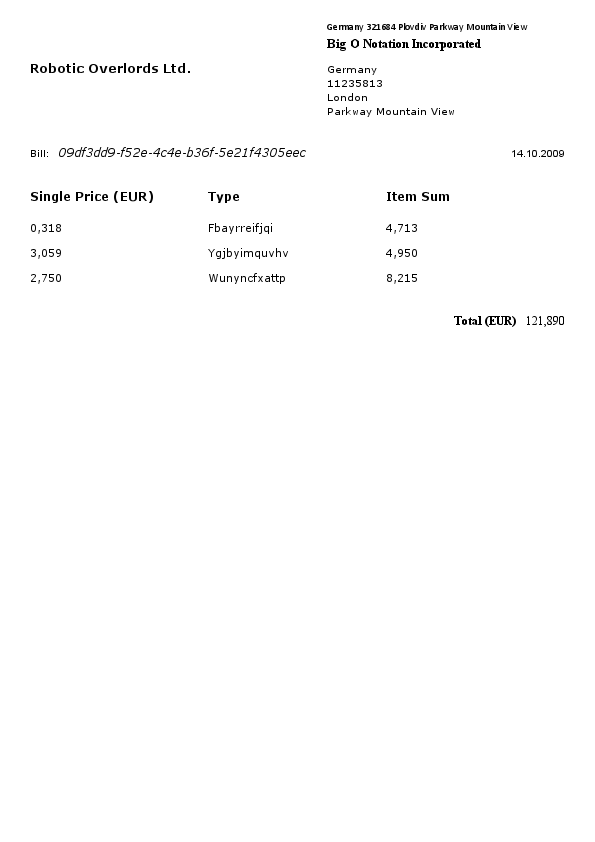 Germany 321684 Plovdiv Parkway Mountain View
Big O Notation Incorporated
Robotic Overlords Ltd.
Germany
11235813
London
Parkway Mountain View
Bill: 09df3dd9-f52e-4c4e-b36f-5e21f4305eec 14.10.2009
Single Price (EUR) Type Item Sum
0,318 Fbayrreifjqi 4,713
3,059 Ygjbyimquvhv 4,950
2,750 Wunyncfxattp 8,215
Total (EUR) 121,890